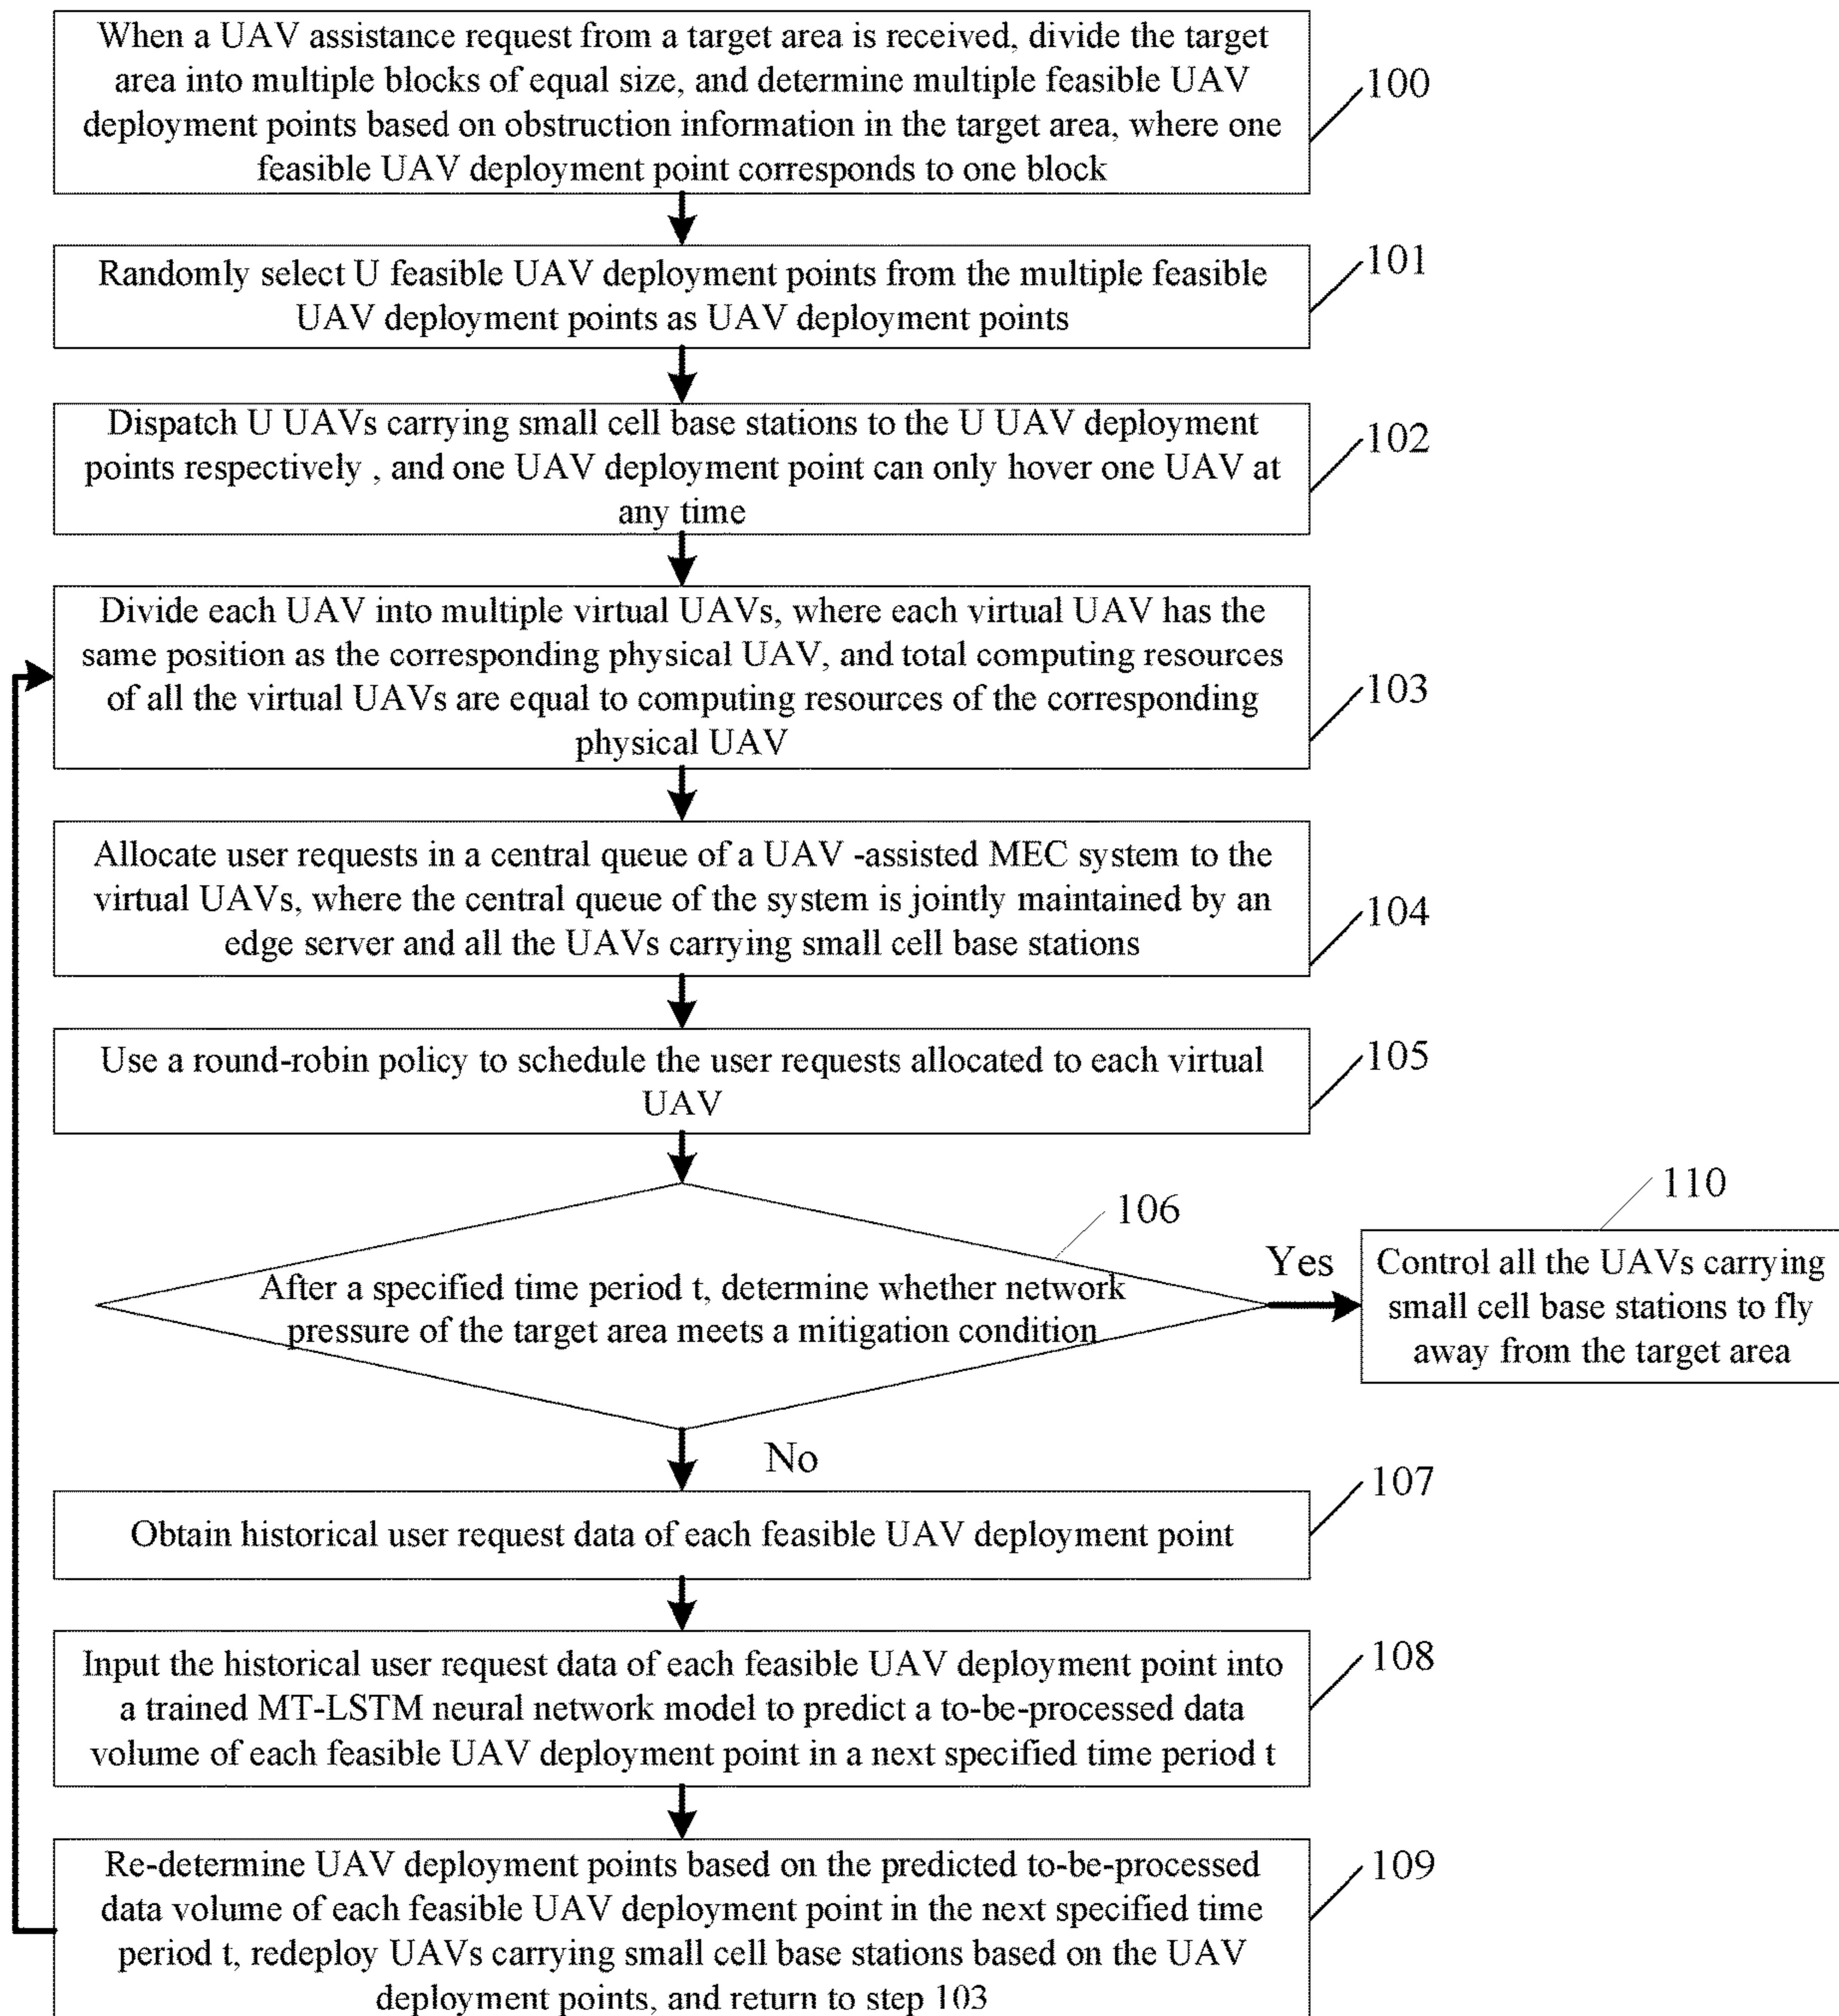 When a UAV assistance request from a target area is received, divide the target
area into multiple blocks of equal size, and determine multiple feasible UAV
deployment points based on obstruction information in the target area, where one
feasible UAV deployment point corresponds to one block
100
Randomly select U feasible UAV deployment points from the multiple feasible
UAV deployment points as UAV deployment points
101
Dispatch U UAVs carrying small cell base stations to the U UAV deployment
points respectively , and one UAV deployment point can only hover one UAV at
any time
102
Divide each UAV into multiple virtual UAVs, where each virtual UAV has the
same position as the corresponding physical UAV, and total computing resources
of all the virtual UAVs are equal to computing resources of the corresponding
physical UAV
103
Allocate user requests in a central queue of a UAV -assisted MEC system to the
virtual UAVs, where the central queue of the system is jointly maintained by an
edge server and all the UAVs carrying small cell base stations
104
Use a round-robin policy to schedule the user requests allocated to each virtual
UAV
105
106
After a specified time period t, determine whether network
pressure of the target area meets a mitigation condition
Yes
110
Control all the UAVs carrying
small cell base stations to fly
away from the target area
No
Obtain historical user request data of each feasible UAV deployment point
107
Input the historical user request data of each feasible UAV deployment point into
a trained MT-LSTM neural network model to predict a to-be-processed data
volume of each feasible UAV deployment point in a next specified time period t
108
Re-determine UAV deployment points based on the predicted to-be-processed
data volume of each feasible UAV deployment point in the next specified time
period t, redeploy UAVs carrying small cell base stations based on the UAV
deployment points, and return to step 103
109